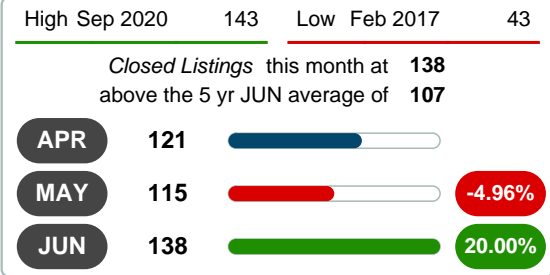 High Sep 2020 143 Low Feb 2017 43
Closed Listings this month at 138
above the 5 yr JUN average of 107
APR 121
MAY 115 -4.96%
JUN 138 20.00%